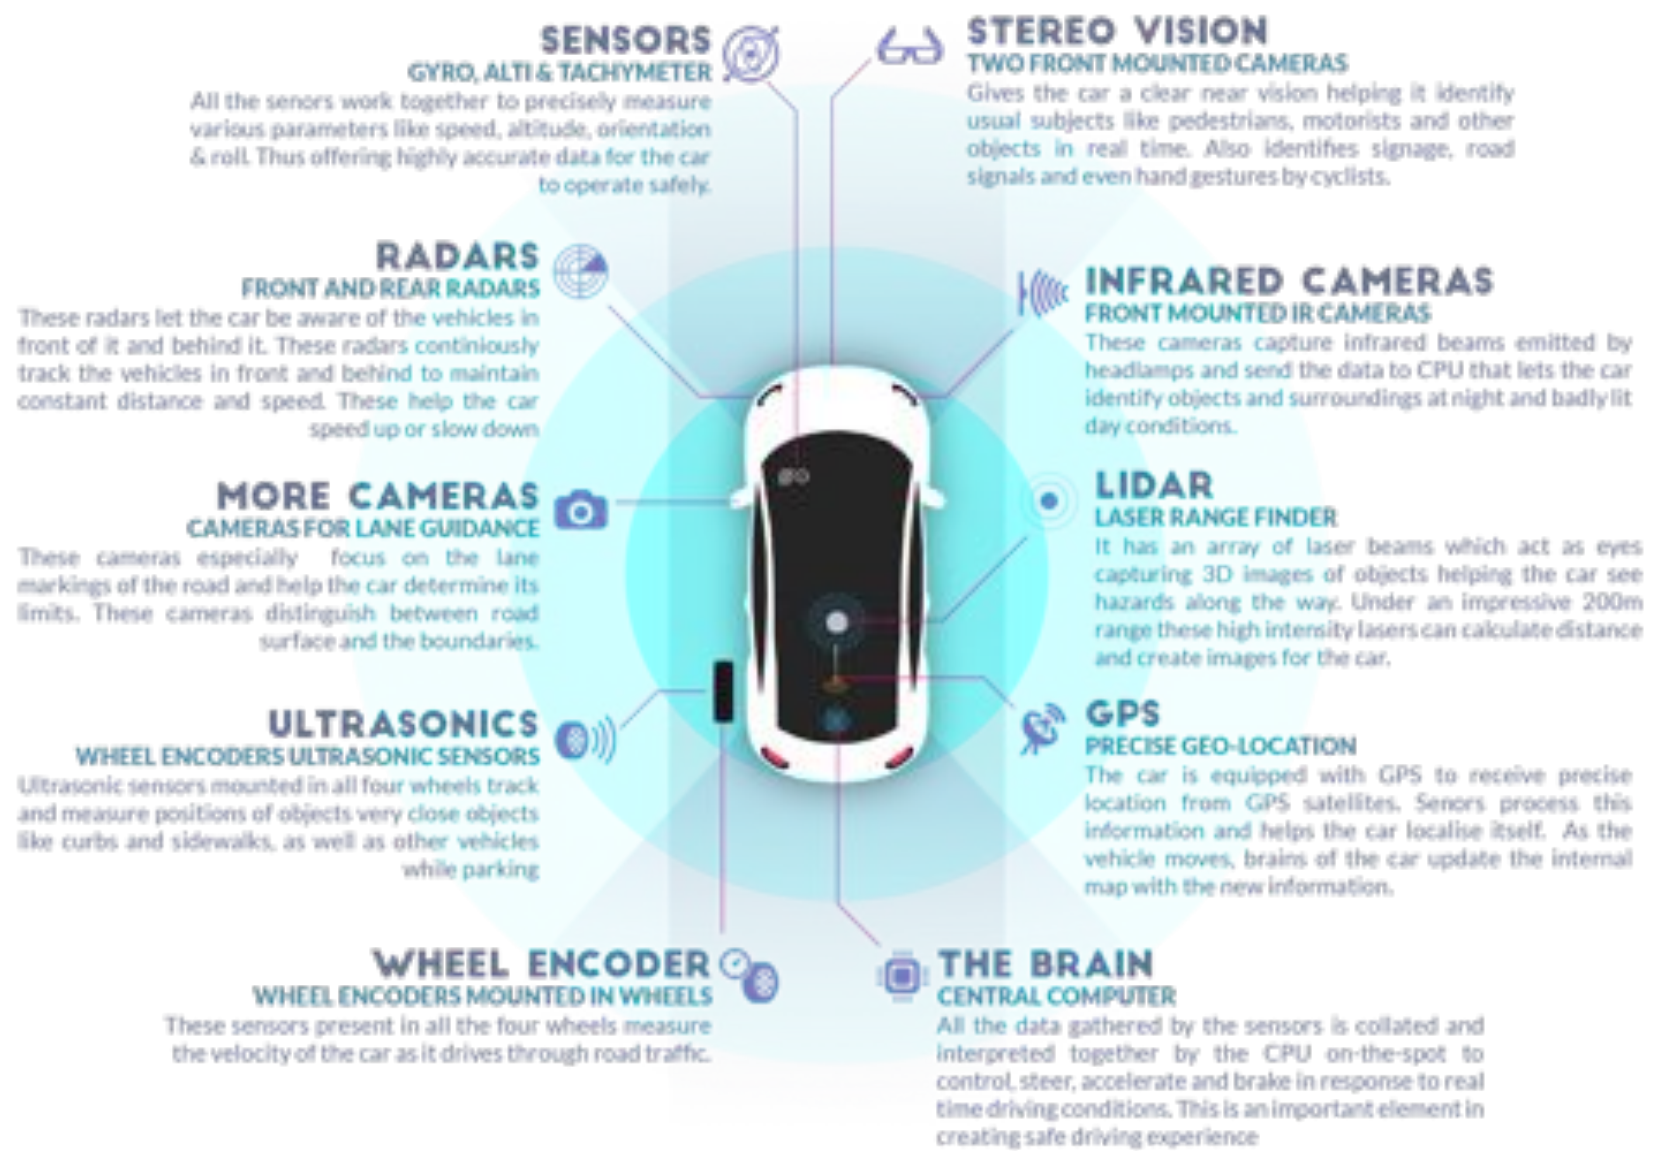 SENSORS
GYRO, ALTI & TACHYMETER
All the senors work together to precisely measure
various parameters like speed, altitude, orientation
& roll. Thus offering highly accurate data for the car
to operate safely.
STEREO VISION
TWO FRONT MOUNTED CAMERAS
Gives the car a clear near vision helping it identify
usual subjects like pedestrians, motorists and other
objects in real time. Also identifies signage, road
signals and even hand gestures by cyclists.
RADARS
FRONT AND REAR RADARS
These radars let the car be aware of the vehicles in
front of it and behind it. These radars continiously
track the vehicles in front and behind to maintain
constant distance and speed. These help the car
speed up or slow down
INFRARED CAMERAS
FRONT MOUNTED IR CAMERAS
These cameras capture infrared beams emitted by
headlamps and send the data to CPU that lets the car
identify objects and surroundings at night and badly lit
day conditions.
MORE CAMERAS
CAMERAS FOR LANE GUIDANCE
These cameras especially focus on the lane
markings of the road and help the car determine its
limits. These cameras distinguish between road
surface and the boundaries.
LIDAR
LASER RANGE FINDER
It has an array of laser beams which act as eyes
capturing 3D images of objects helping the car see
hazards along the way. Under an impressive 200m
range these high intensity lasers can calculate distance
and create images for the car.
ULTRASONICS
WHEEL ENCODERS ULTRASONIC SENSORS
Ultrasonic sensors mounted in all four wheels track
and measure positions of objects very close objects
like curbs and sidewalks, as well as other vehicles
while parking
GPS
PRECISE GEO-LOCATION
The car is equipped with GPS to receive precise
location from GPS satellites. Senors process this
information and helps the car localise itself. As the
vehicle moves, brains of the car update the internal
map with the new information.
WHEEL ENCODER
WHEEL ENCODERS MOUNTED IN WHEELS
These sensors present in all the four wheels measure
the velocity of the car as it drives through road traffic.
THE BRAIN
CENTRAL COMPUTER
All the data gathered by the sensors is collated and
interpreted together by the CPU on-the-spot to
control, steer, accelerate and brake in response to real
time driving conditions. This is an important element in
creating safe driving experience